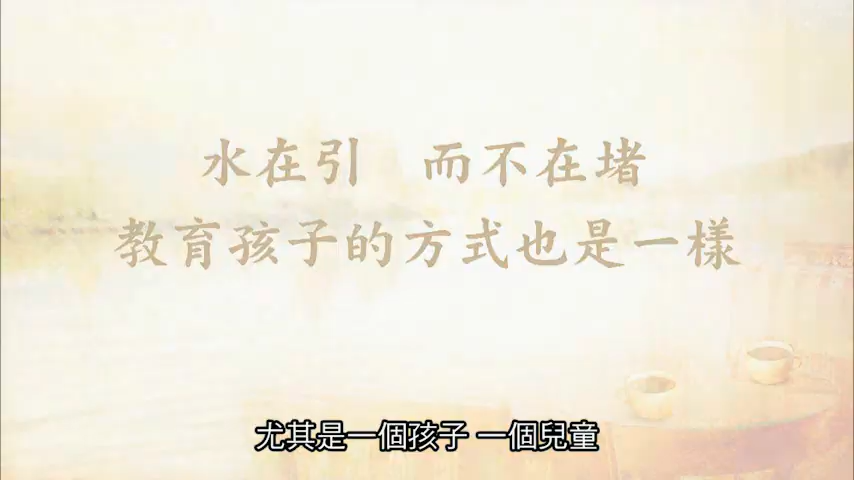 水在引　而不在堵
教育孩子的方式也是一樣
尤其是一個孩子 一個兒童